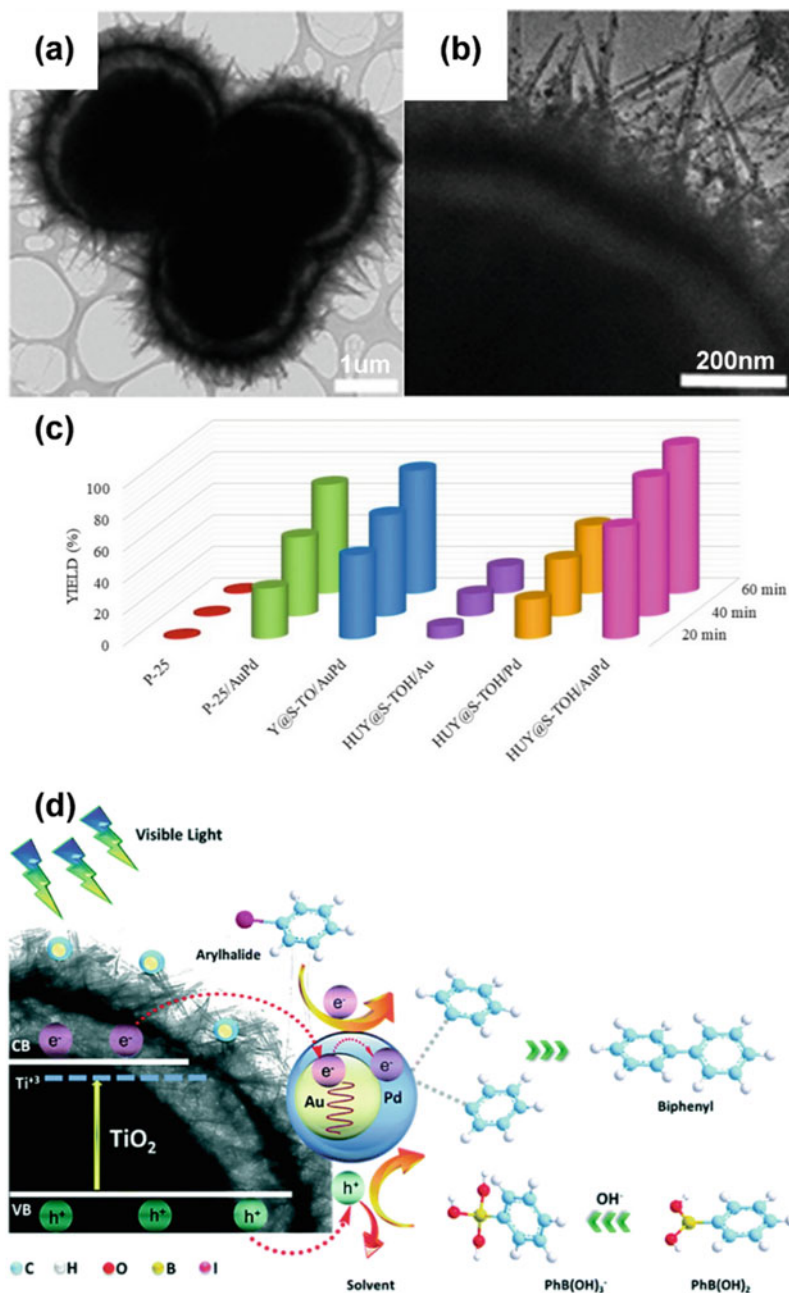 (a)
1um
(b)
200nm
(c)
YIELD (%)
100
80
60
40
20
0
P-25
P-25/AuPd
Y@S-TO/AuPd
HUY@S-TOH/Au
HUY@S-TOH/Pd
HUY@S-TOH/AuPd
60 min
40 min
20 min
(d)
Visible Light
Arylhalide
e⁻
CB e⁻ e⁻
e⁻ e⁻
Au Pd
Ti⁺³
TiO₂
Biphenyl
h⁺
VB h⁺ h⁺ h⁺
OH⁻
C H O B I
Solvent
PhB(OH)₃⁻
PhB(OH)₂